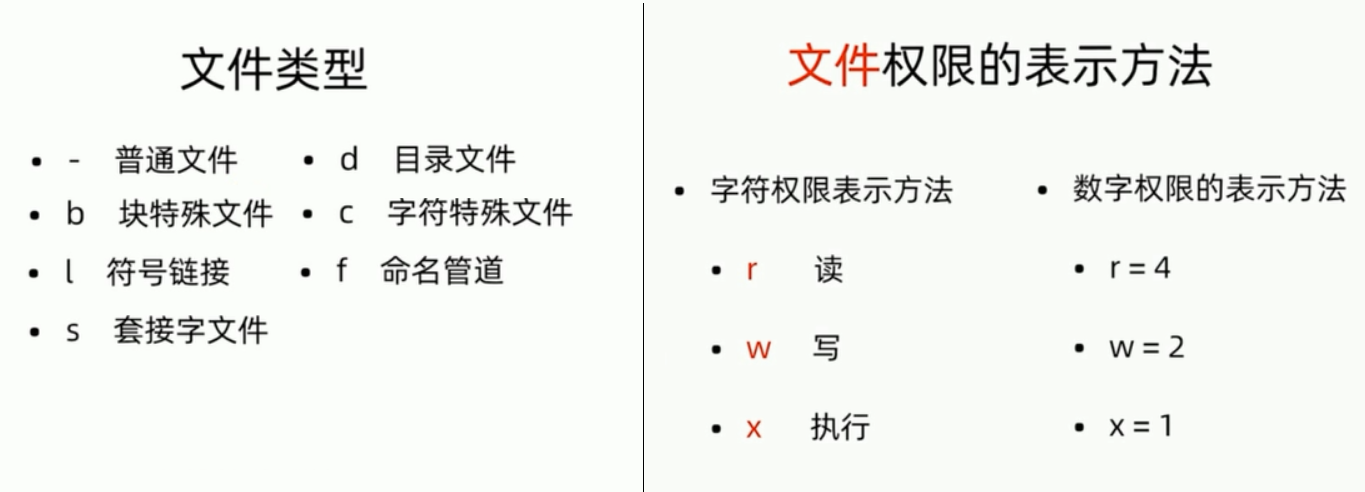 文件类型
• - 普通文件 • d 目录文件
• b 块特殊文件 • c 字符特殊文件
• l 符号链接 • f 命名管道
• s 套接字文件
文件权限的表示方法
• 字符权限表示方法 • 数字权限的表示方法
• r 读 • r = 4
• w 写 • w = 2
• x 执行 • x = 1